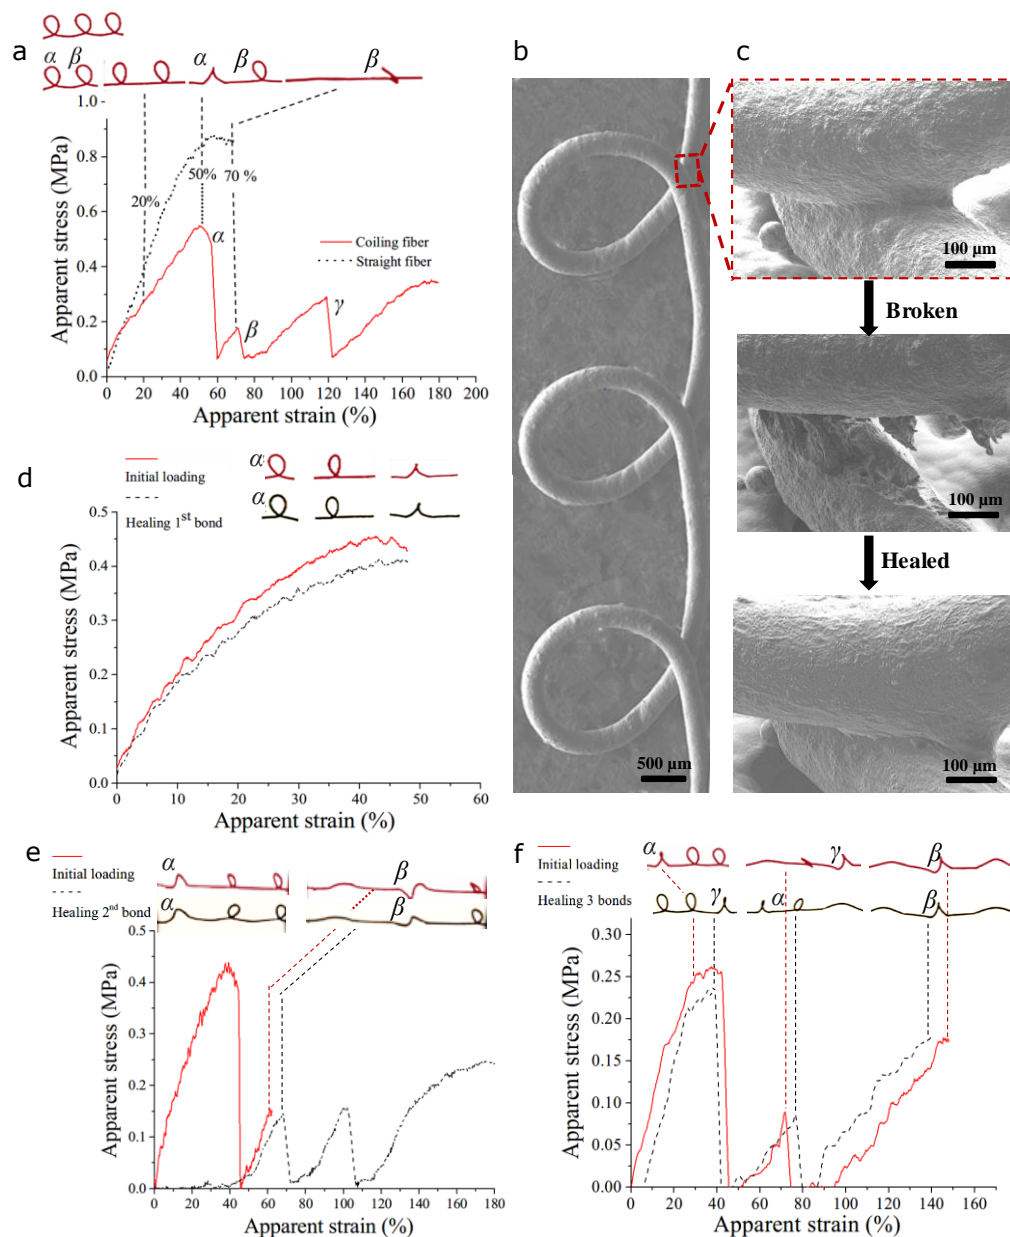 a
α β α β β
1.0
0.8
0.6
0.4
0.2
0.0
Apparent stress (MPa)
20%
50%
70 %
α
β
γ
Coiling fiber
Straight fiber
0 20 40 60 80 100 120 140 160 180 200
Apparent strain (%)
b
500 µm
c
100 µm
Broken
100 µm
Healed
100 µm
d
Initial loading
Healing 1st bond
α
α
0.5
0.4
0.3
0.2
0.1
0.0
Apparent stress (MPa)
0 10 20 30 40 50 60
Apparent strain (%)
e
Initial loading
Healing 2nd bond
α β
α β
0.5
0.4
0.3
0.2
0.1
0.0
Apparent stress (MPa)
0 20 40 60 80 100 120 140 160 180
Apparent strain (%)
f
Initial loading
Healing 3 bonds
α γ β
γ α β
0.30
0.25
0.20
0.15
0.10
0.05
0.00
Apparent stress (MPa)
0 20 40 60 80 100 120 140 160
Apparent strain (%)